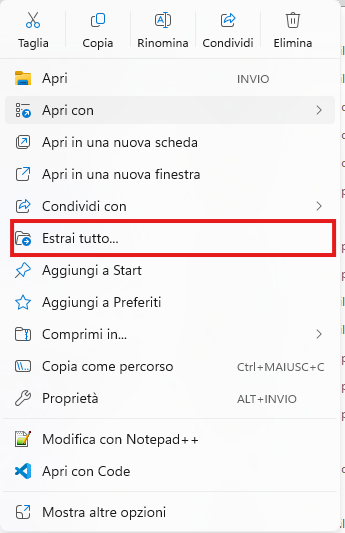 Taglia Copia Rinomina Condividi Elimina
Apri INVIO
Apri con
Apri in una nuova scheda
Apri in una nuova finestra
Condividi con
Estrai tutto...
Aggiungi a Start
Aggiungi a Preferiti
Comprimi in...
Copia come percorso Ctrl+MAIUSC+C
Proprietà ALT+INVIO
Modifica con Notepad++
Apri con Code
Mostra altre opzioni